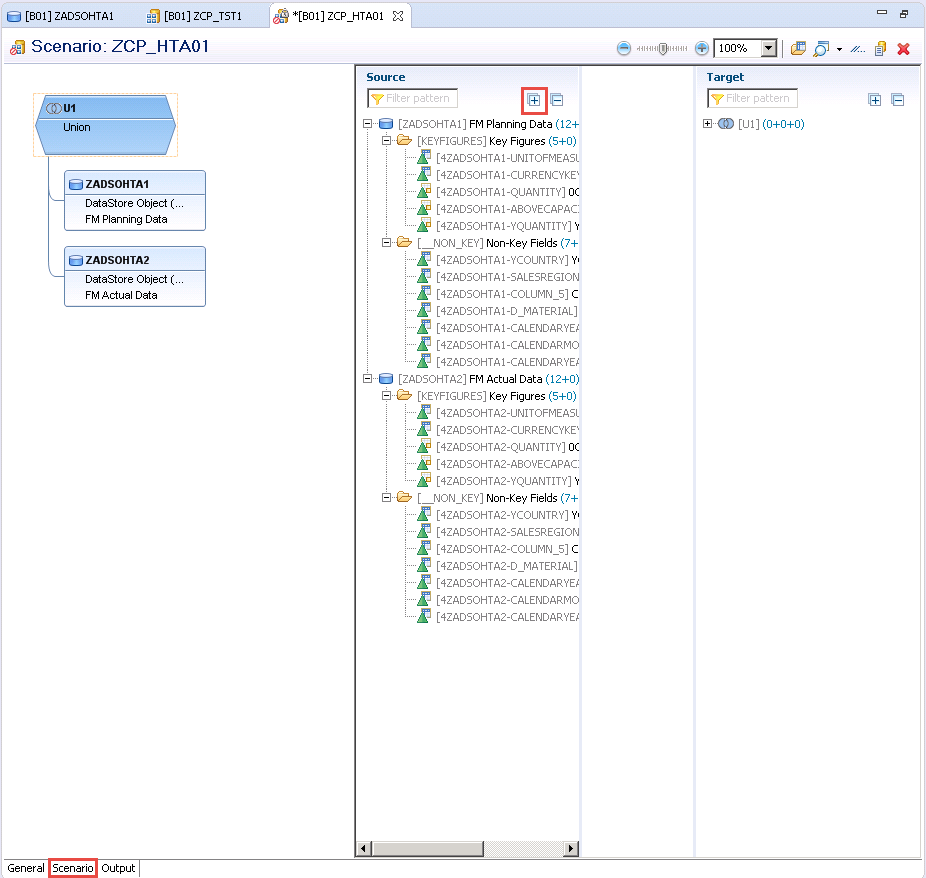 [B01] ZADSOHTA1
[B01] ZCP_TST1
*[B01] ZCP_HTA01
Scenario: ZCP_HTA01
100%
U1
Union
ZADSOHTA1
DataStore Object (...
FM Planning Data
ZADSOHTA2
DataStore Object (...
FM Actual Data
Source
Filter pattern
[ZADSOHTA1] FM Planning Data (12+
[KEYFIGURES] Key Figures (5+0)
[4ZADSOHTA1-UNITOFMEASU
[4ZADSOHTA1-CURRENCYKEY
[4ZADSOHTA1-QUANTITY] 0C
[4ZADSOHTA1-ABOVECAPAC
[4ZADSOHTA1-YQUANTITY] Y
[__NON_KEY] Non-Key Fields (7+
[4ZADSOHTA1-YCOUNTRY] Y
[4ZADSOHTA1-SALESREGION
[4ZADSOHTA1-COLUMN_5] C
[4ZADSOHTA1-D_MATERIAL]
[4ZADSOHTA1-CALENDARYEA
[4ZADSOHTA1-CALENDARMO
[4ZADSOHTA1-CALENDARYEA
[ZADSOHTA2] FM Actual Data (12+0)
[KEYFIGURES] Key Figures (5+0)
[4ZADSOHTA2-UNITOFMEASU
[4ZADSOHTA2-CURRENCYKEY
[4ZADSOHTA2-QUANTITY] 0C
[4ZADSOHTA2-ABOVECAPAC
[4ZADSOHTA2-YQUANTITY] Y
[__NON_KEY] Non-Key Fields (7+
[4ZADSOHTA2-YCOUNTRY] Y
[4ZADSOHTA2-SALESREGION
[4ZADSOHTA2-COLUMN_5] C
[4ZADSOHTA2-D_MATERIAL]
[4ZADSOHTA2-CALENDARYEA
[4ZADSOHTA2-CALENDARMO
[4ZADSOHTA2-CALENDARYEA
Target
Filter pattern
[U1] (0+0+0)
General
Scenario
Output